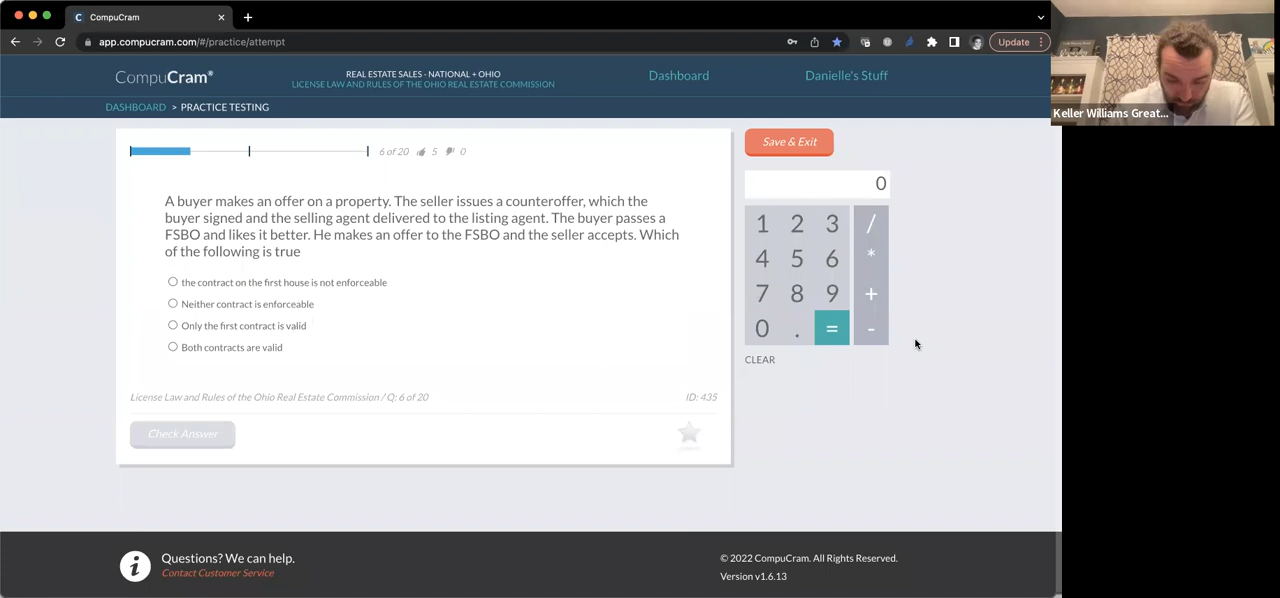 CompuCram
app.compucram.com/#/practice/attempt
Update
CompuCram®
REAL ESTATE SALES - NATIONAL + OHIO
LICENSE LAW AND RULES OF THE OHIO REAL ESTATE COMMISSION
Dashboard
Danielle's Stuff
DASHBOARD > PRACTICE TESTING
Keller Williams Great...
6 of 20 5 0
Save & Exit
0
A buyer makes an offer on a property. The seller issues a counteroffer, which the
buyer signed and the selling agent delivered to the listing agent. The buyer passes a
FSBO and likes it better. He makes an offer to the FSBO and the seller accepts. Which
of the following is true
the contract on the first house is not enforceable
Neither contract is enforceable
Only the first contract is valid
Both contracts are valid
1 2 3 /
4 5 6 *
7 8 9 +
0 . = -
CLEAR
License Law and Rules of the Ohio Real Estate Commission / Q: 6 of 20
ID: 435
Check Answer
Questions? We can help.
Contact Customer Service
© 2022 CompuCram. All Rights Reserved.
Version v1.6.13